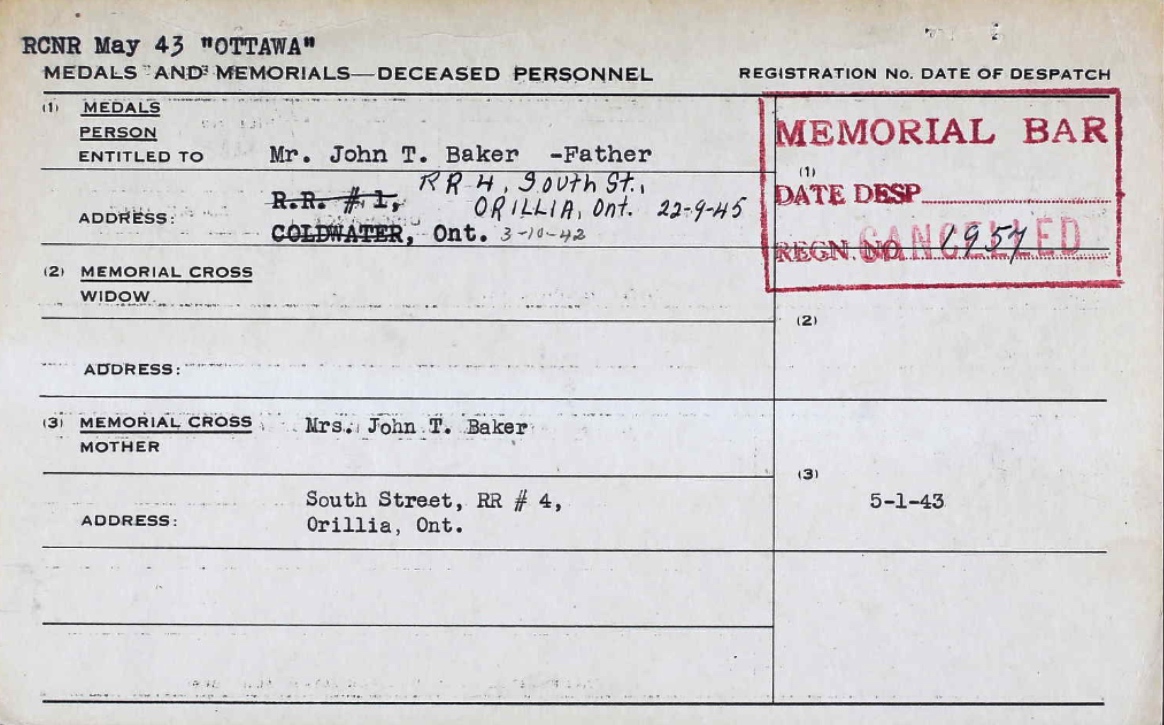 RCNR May 43 "OTTAWA"
MEDALS AND MEMORIALS—DECEASED PERSONNEL
REGISTRATION No. DATE OF DESPATCH
(1) MEDALS
PERSON
ENTITLED TO Mr. John T. Baker -Father
MEMORIAL BAR
(1)
DATE DESP
REGN. NO. 1957
CANCELLED
RR 4, South St.,
R.R. # 1,
ORILLIA, Ont. 22-9-45
ADDRESS:
COLDWATER, Ont. 3-10-42
(2) MEMORIAL CROSS
WIDOW
(2)
ADDRESS:
(3) MEMORIAL CROSS Mrs. John T. Baker
MOTHER
(3)
South Street, RR # 4, 5-1-43
ADDRESS:
Orillia, Ont.